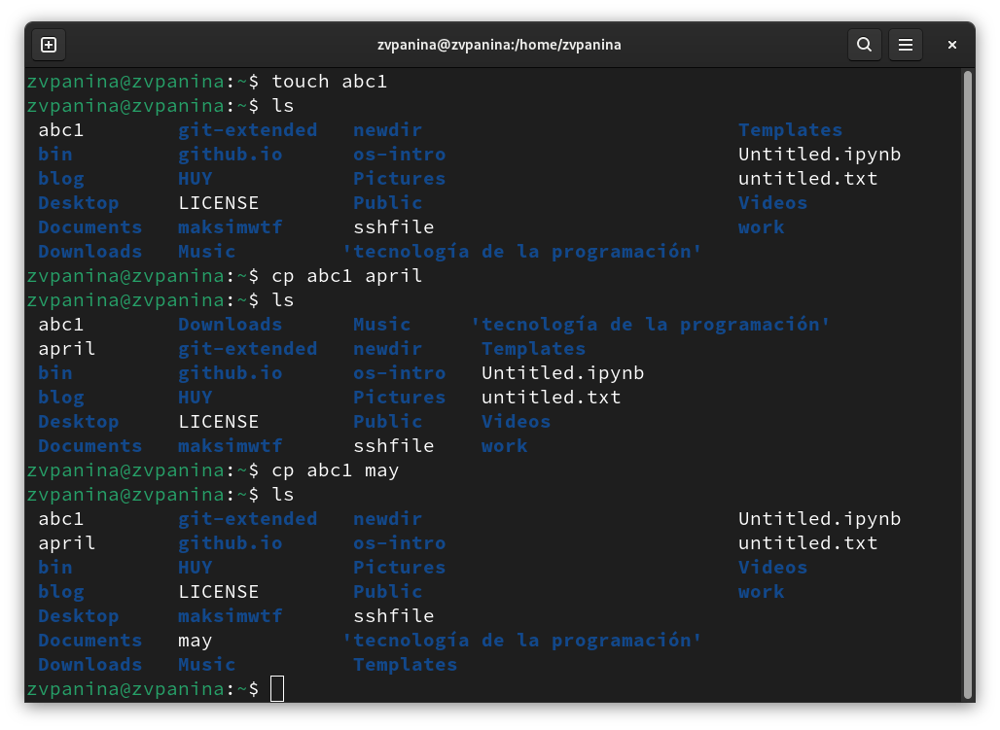 zvpanina@zvpanina:/home/zvpanina
zvpanina@zvpanina:~$ touch abc1
zvpanina@zvpanina:~$ ls
abc1 git-extended newdir Templates
bin github.io os-intro Untitled.ipynb
blog HUY Pictures untitled.txt
Desktop LICENSE Public Videos
Documents maksimwtf sshfile work
Downloads Music 'tecnología de la programación'
zvpanina@zvpanina:~$ cp abc1 april
zvpanina@zvpanina:~$ ls
abc1 Downloads Music 'tecnología de la programación'
april git-extended newdir Templates
bin github.io os-intro Untitled.ipynb
blog HUY Pictures untitled.txt
Desktop LICENSE Public Videos
Documents maksimwtf sshfile work
zvpanina@zvpanina:~$ cp abc1 may
zvpanina@zvpanina:~$ ls
abc1 git-extended newdir Untitled.ipynb
april github.io os-intro untitled.txt
bin HUY Pictures Videos
blog LICENSE Public work
Desktop maksimwtf sshfile
Documents may 'tecnología de la programación'
Downloads Music Templates
zvpanina@zvpanina:~$